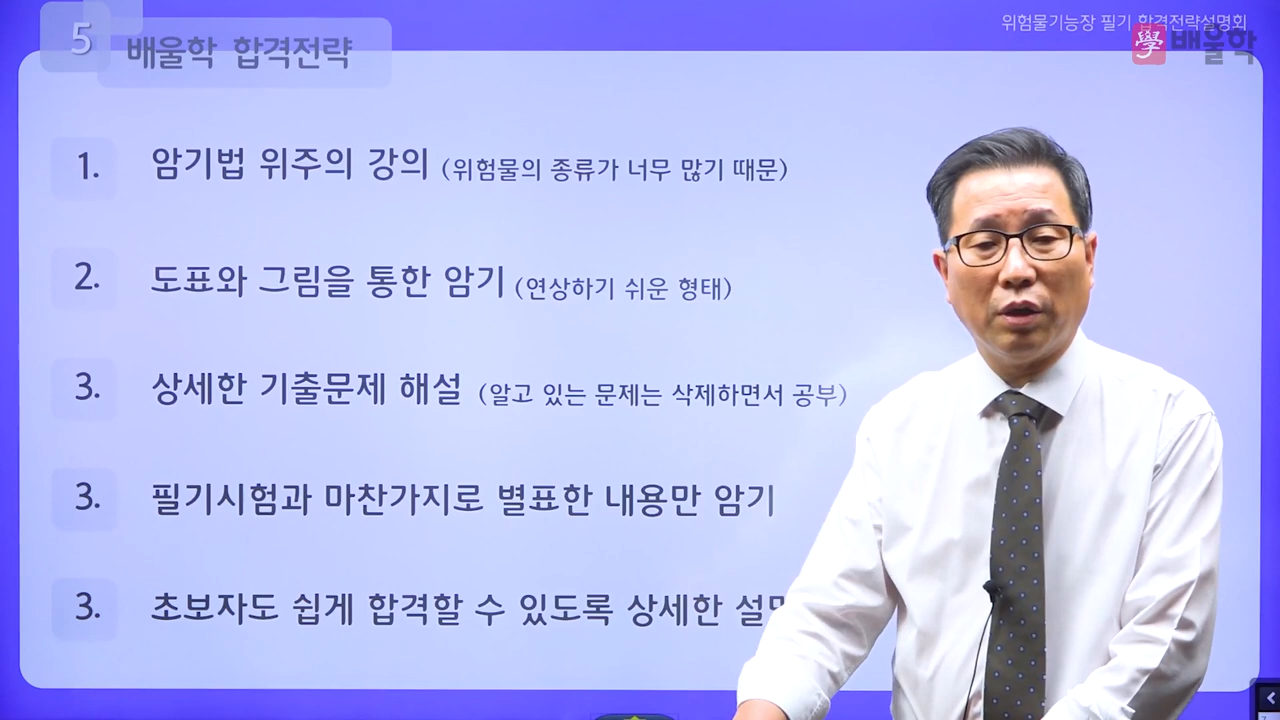 위험물기능장 필기 합격전략설명회
學 배울학
5 배울학 합격전략
1. 암기법 위주의 강의 (위험물의 종류가 너무 많기 때문)
2. 도표와 그림을 통한 암기 (연상하기 쉬운 형태)
3. 상세한 기출문제 해설 (알고 있는 문제는 삭제하면서 공부)
3. 필기시험과 마찬가지로 별표한 내용만 암기
3. 초보자도 쉽게 합격할 수 있도록 상세한